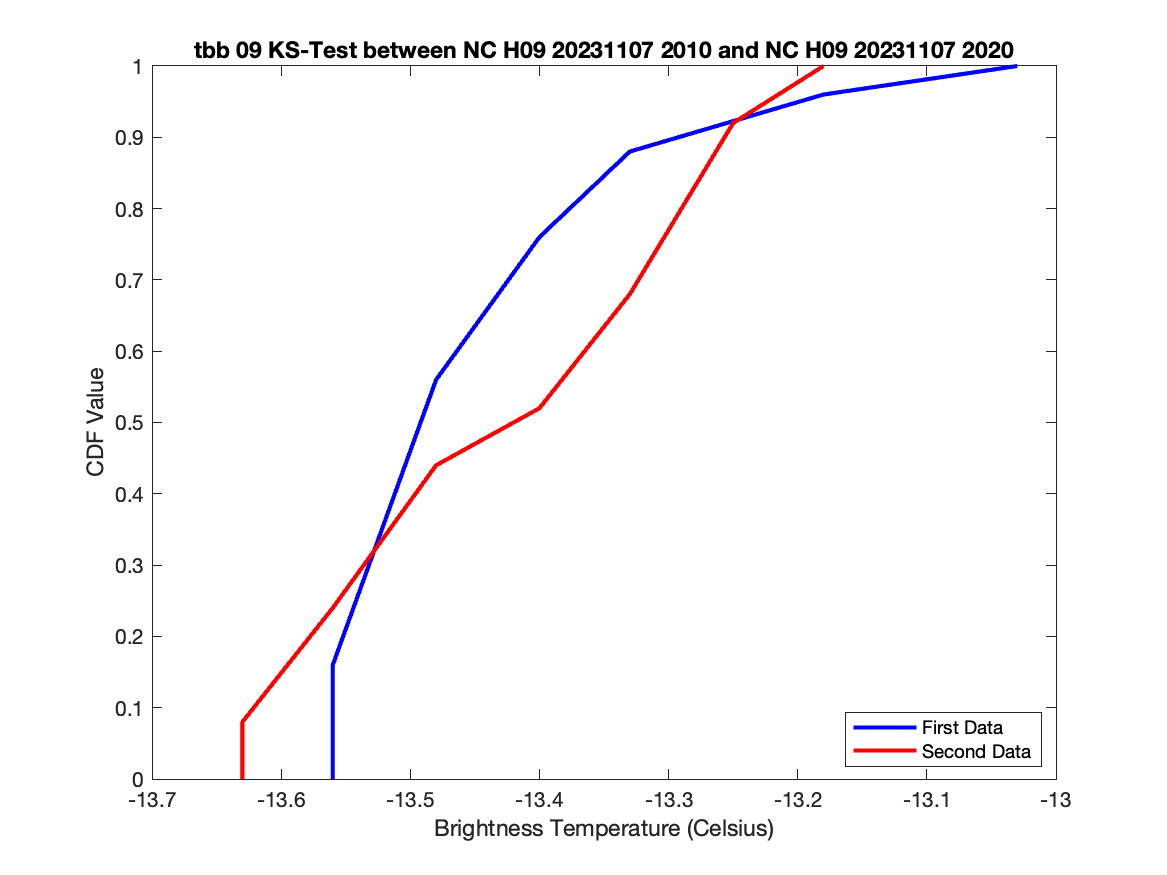 tbb 09 KS-Test between NC H09 20231107 2010 and NC H09 20231107 2020
1
0.9
0.8
0.7
0.6
0.5
0.4
0.3
0.2
0.1
0
CDF Value
First Data
Second Data
-13.7 -13.6 -13.5 -13.4 -13.3 -13.2 -13.1 -13
Brightness Temperature (Celsius)